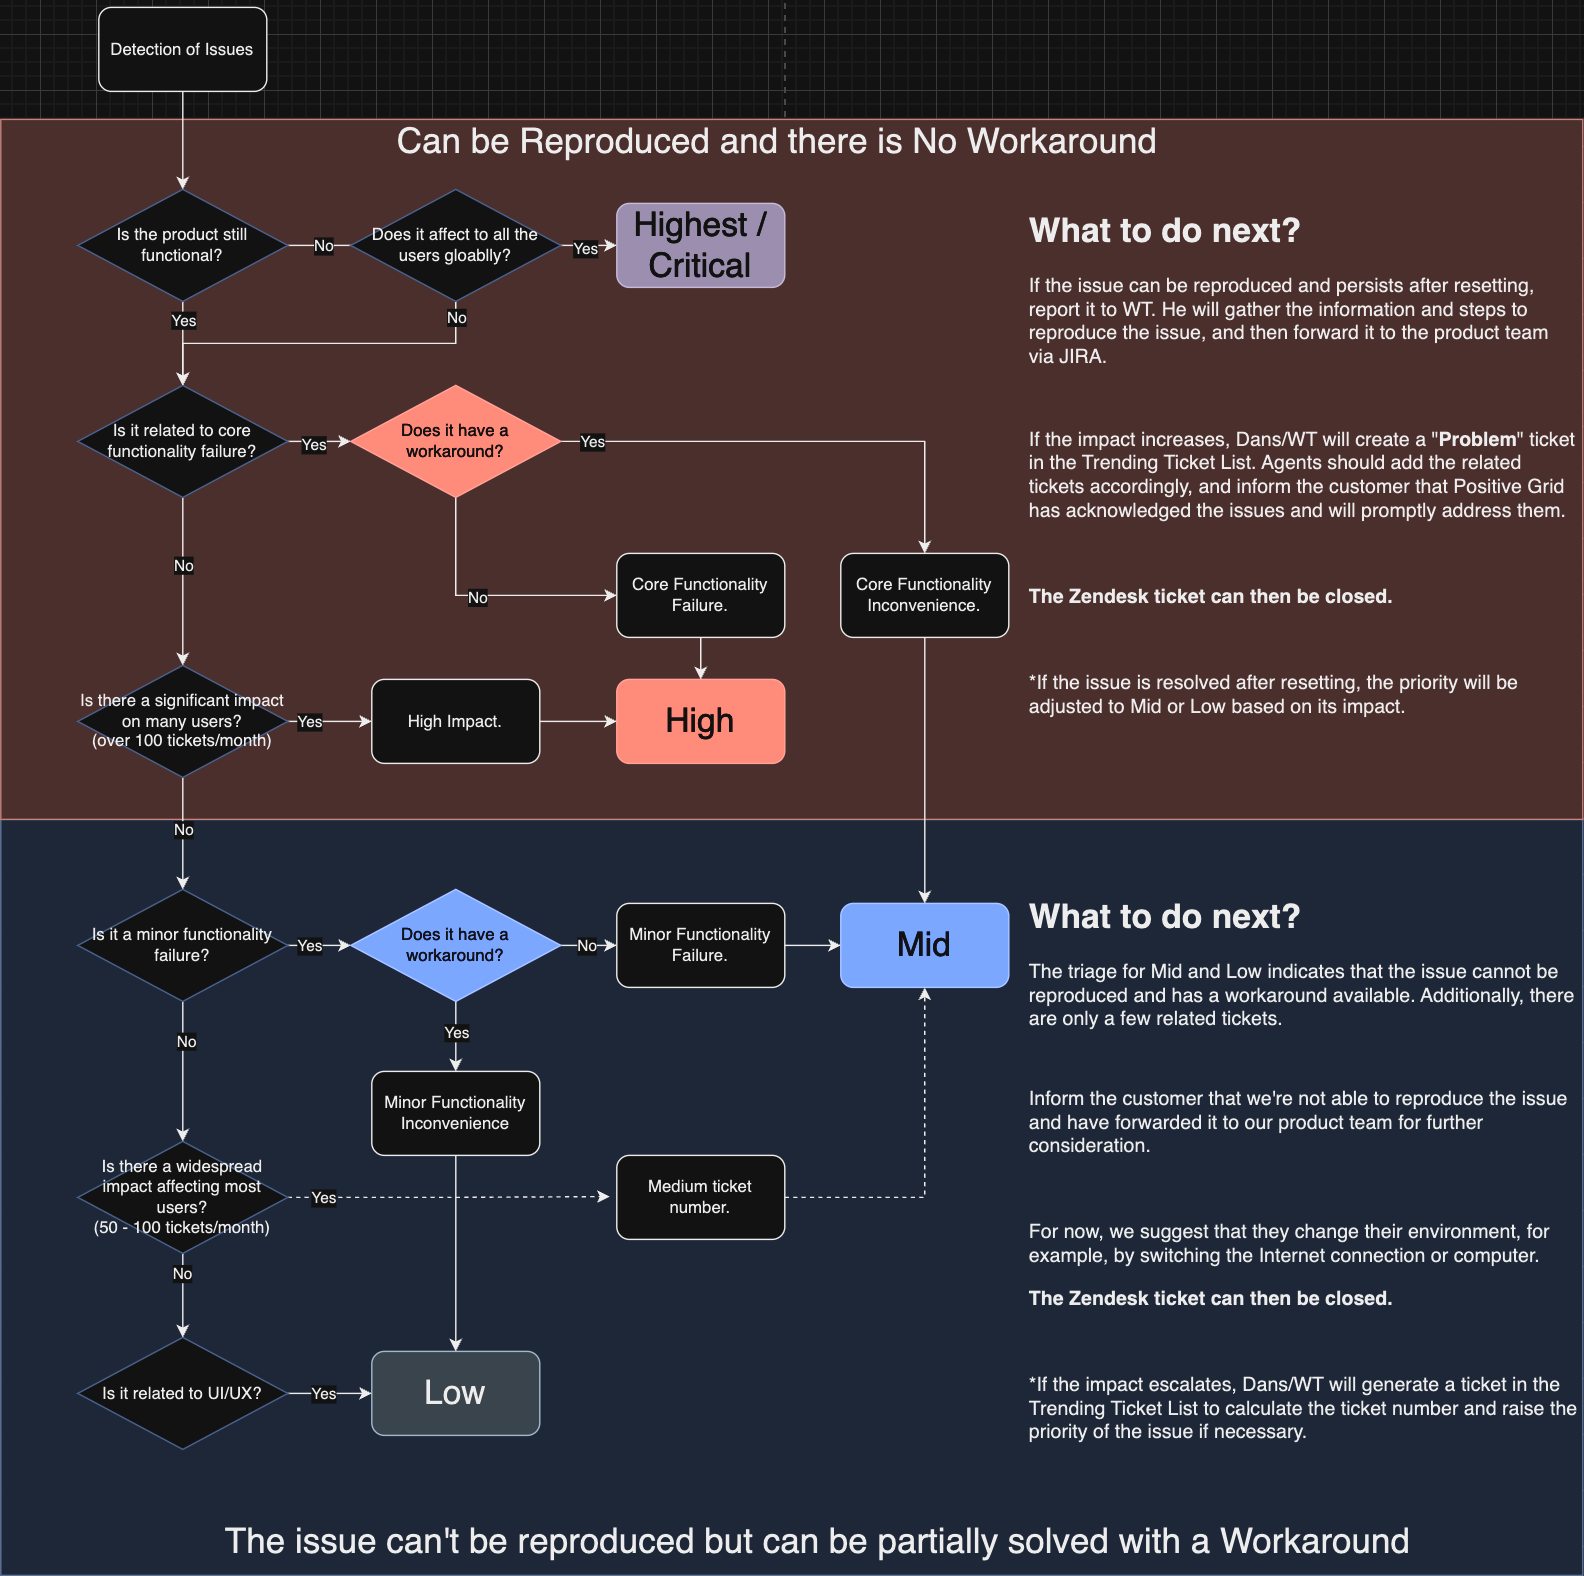 Detection of Issues
Can be Reproduced and there is No Workaround
Is the product still
functional?
No
Does it affect to all the
users gloablly?
Yes
Highest /
Critical
Yes
No
Is it related to core
functionality failure?
Yes
Does it have a
workaround?
Yes
No
No
Core Functionality
Failure.
Core Functionality
Inconvenience.
Is there a significant impact
on many users?
(over 100 tickets/month)
Yes
High Impact.
High
No
What to do next?
If the issue can be reproduced and persists after resetting,
report it to WT. He will gather the information and steps to
reproduce the issue, and then forward it to the product team
via JIRA.
If the impact increases, Dans/WT will create a "Problem" ticket
in the Trending Ticket List. Agents should add the related
tickets accordingly, and inform the customer that Positive Grid
has acknowledged the issues and will promptly address them.
The Zendesk ticket can then be closed.
*If the issue is resolved after resetting, the priority will be
adjusted to Mid or Low based on its impact.
Is it a minor functionality
failure?
Yes
Does it have a
workaround?
No
Minor Functionality
Failure.
Mid
No
Yes
Minor Functionality
Inconvenience
Is there a widespread
impact affecting most
users?
(50 - 100 tickets/month)
Yes
Medium ticket
number.
No
Is it related to UI/UX?
Yes
Low
What to do next?
The triage for Mid and Low indicates that the issue cannot be
reproduced and has a workaround available. Additionally, there
are only a few related tickets.
Inform the customer that we're not able to reproduce the issue
and have forwarded it to our product team for further
consideration.
For now, we suggest that they change their environment, for
example, by switching the Internet connection or computer.
The Zendesk ticket can then be closed.
*If the impact escalates, Dans/WT will generate a ticket in the
Trending Ticket List to calculate the ticket number and raise the
priority of the issue if necessary.
The issue can't be reproduced but can be partially solved with a Workaround